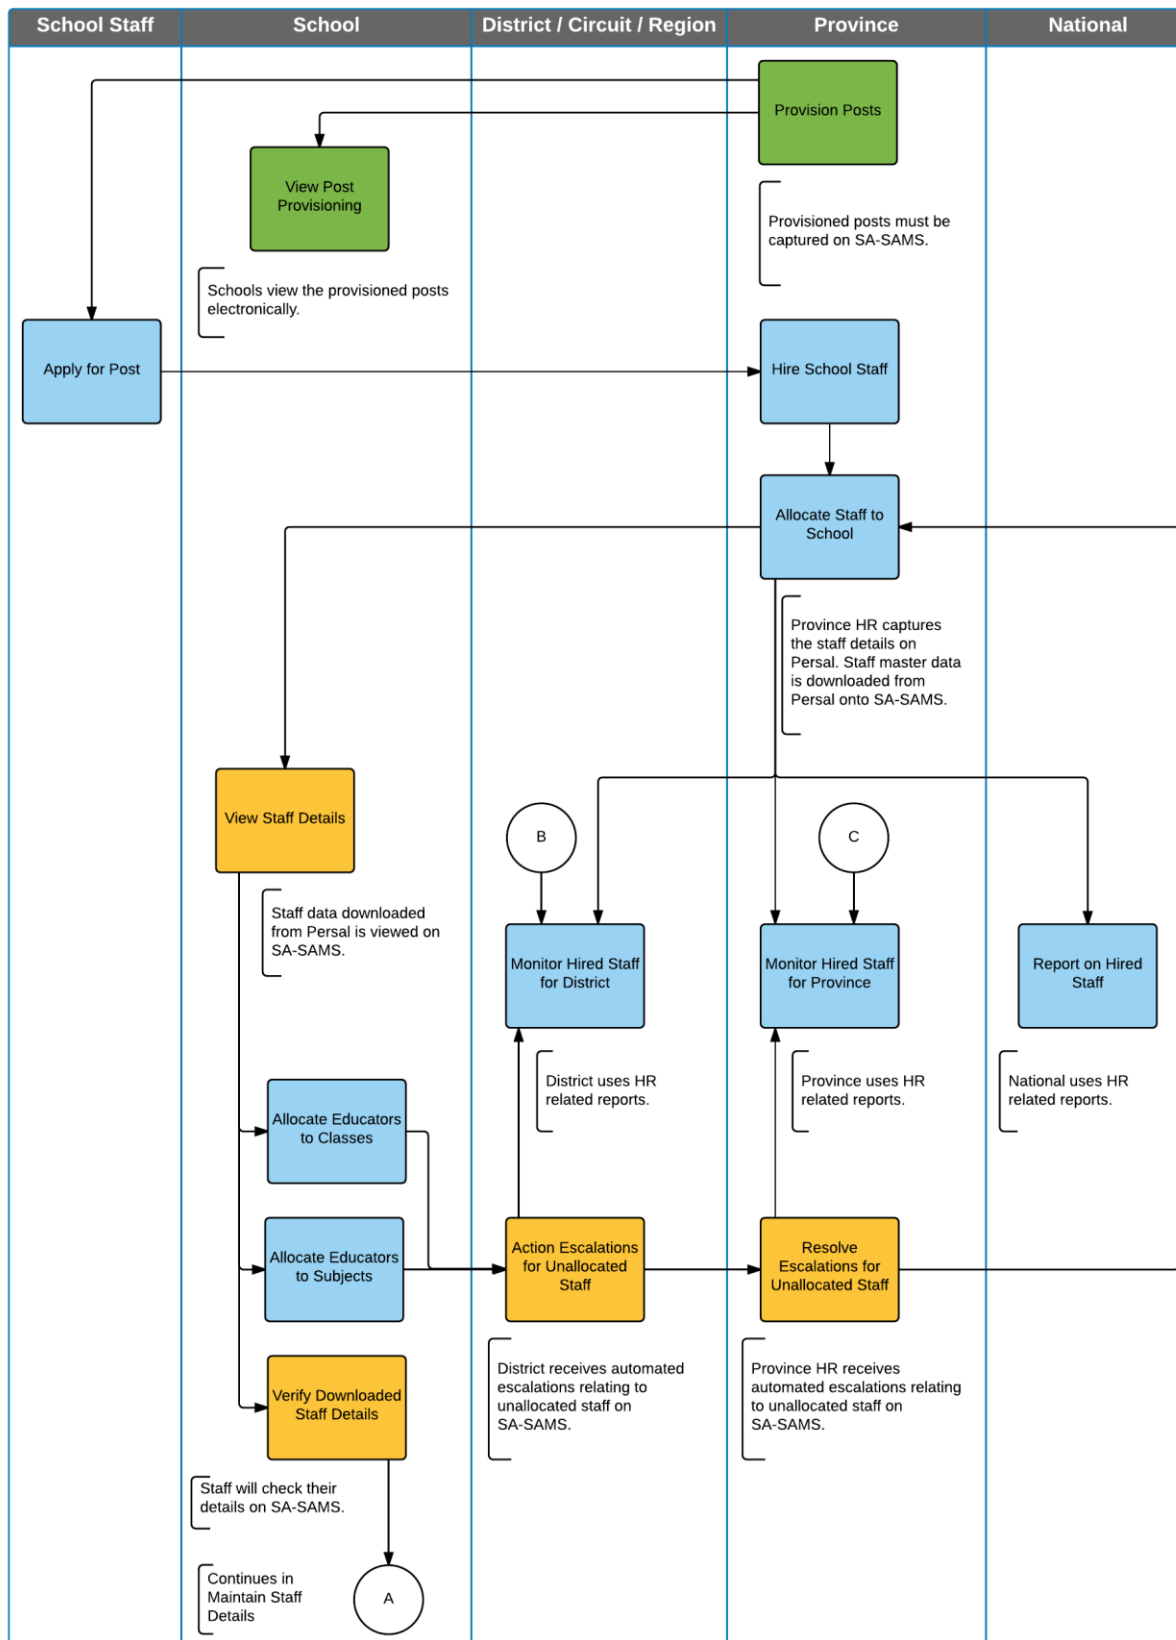 School Staff
School
District / Circuit / Region
Province
National
Provision Posts
View Post
Provisioning
Provisioned posts must be
captured on SA-SAMS.
Schools view the provisioned posts
electronically.
Apply for Post
Hire School Staff
Allocate Staff to
School
Province HR captures
the staff details on
Persal. Staff master data
is downloaded from
Persal onto SA-SAMS.
View Staff Details
B
C
Staff data downloaded
from Persal is viewed on
SA-SAMS.
Monitor Hired Staff
for District
Monitor Hired Staff
for Province
Report on Hired
Staff
District uses HR
related reports.
Province uses HR
related reports.
National uses HR
related reports.
Allocate Educators
to Classes
Allocate Educators
to Subjects
Action Escalations
for Unallocated
Staff
Resolve
Escalations for
Unallocated Staff
District receives automated
escalations relating to
unallocated staff on
SA-SAMS.
Province HR receives
automated escalations relating
to unallocated staff on
SA-SAMS.
Verify Downloaded
Staff Details
Staff will check their
details on SA-SAMS.
Continues in
Maintain Staff
Details
A